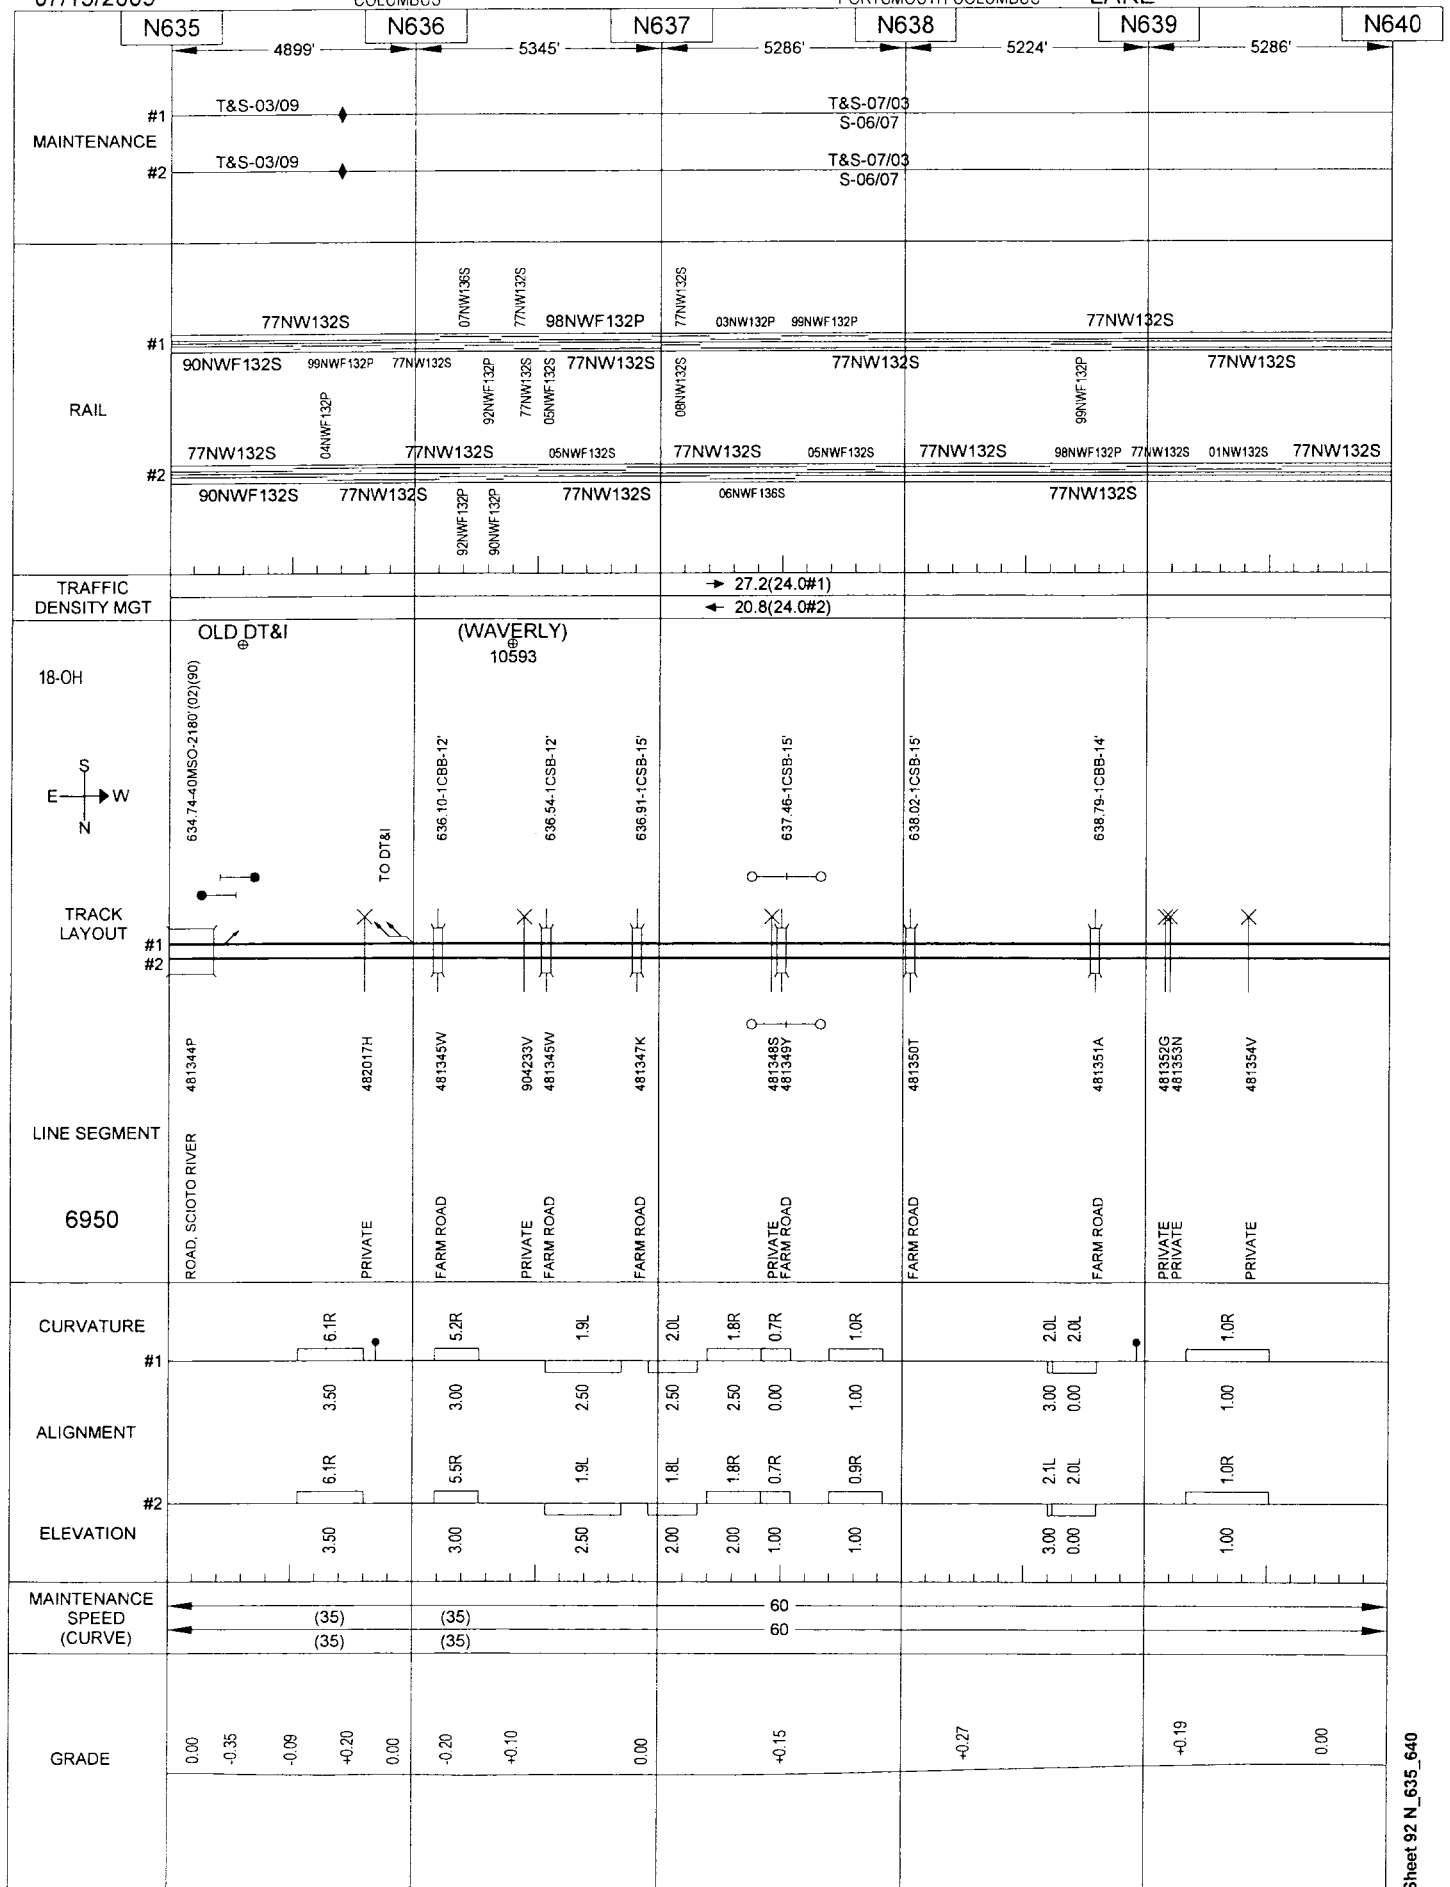 07/15/2009 COLUMBUS PORTSMOUTH COLUMBUS LAKE
N635 N636 N637 N638 N639 N640
4899' 5345' 5286' 5224' 5286'
MAINTENANCE
#1 T&S-03/09 T&S-07/03
S-06/07
#2 T&S-03/09 T&S-07/03
S-06/07
RAIL
07NW136S 77NW132S 77NW132S
77NW132S 98NWF132P 03NW132P 99NWF132P 77NW132S
#1
90NWF132S 99NWF132P 77NW132S 77NW132S 77NW132S 77NW132S
04NWF132P 92NWF132P 77NW132S 05NWF132S 08NW132S 99NWF132P
77NW132S 77NW132S 05NWF132S 77NW132S 05NWF132S 77NW132S 98NWF132P 77NW132S 01NW132S 77NW132S
#2
90NWF132S 77NW132S 77NW132S 06NWF136S 77NW132S
92NWF132P 90NWF132P
TRAFFIC
DENSITY MGT
27.2(24.0#1)
20.8(24.0#2)
OLD DT&I (WAVERLY)
10593
18-OH
S
E W
N
634.74-40MSO-2180'(02)(90)
TO DT&I
636.10-1CBB-12'
636.54-1CSB-12'
636.91-1CSB-15'
637.46-1CSB-15'
638.02-1CSB-15'
638.79-1CBB-14'
TRACK
LAYOUT
#1
#2
481344P
482017H
481345W
904233V
481345W
481347K
481348S
481349Y
481350T
481351A
481352G
481353N
481354V
LINE SEGMENT
6950
ROAD, SCIOTO RIVER
PRIVATE
FARM ROAD
PRIVATE
FARM ROAD
FARM ROAD
PRIVATE
FARM ROAD
FARM ROAD
FARM ROAD
PRIVATE
PRIVATE
PRIVATE
CURVATURE
6.1R 5.2R 1.9L 2.0L 1.8R 0.7R 1.0R 2.0L 2.0L 1.0R
#1
3.50 3.00 2.50 2.50 2.50 0.00 1.00 3.00 0.00 1.00
ALIGNMENT
6.1R 5.5R 1.9L 1.8L 1.8R 0.7R 0.9R 2.1L 2.0L 1.0R
#2
ELEVATION
3.50 3.00 2.50 2.00 2.00 1.00 1.00 3.00 0.00 1.00
MAINTENANCE
SPEED
(CURVE)
60
(35) (35)
60
(35) (35)
GRADE
0.00 -0.35 -0.09 +0.20 0.00 -0.20 +0.10 0.00 +0.15 +0.27 +0.19 0.00
Sheet 92 N_635_640